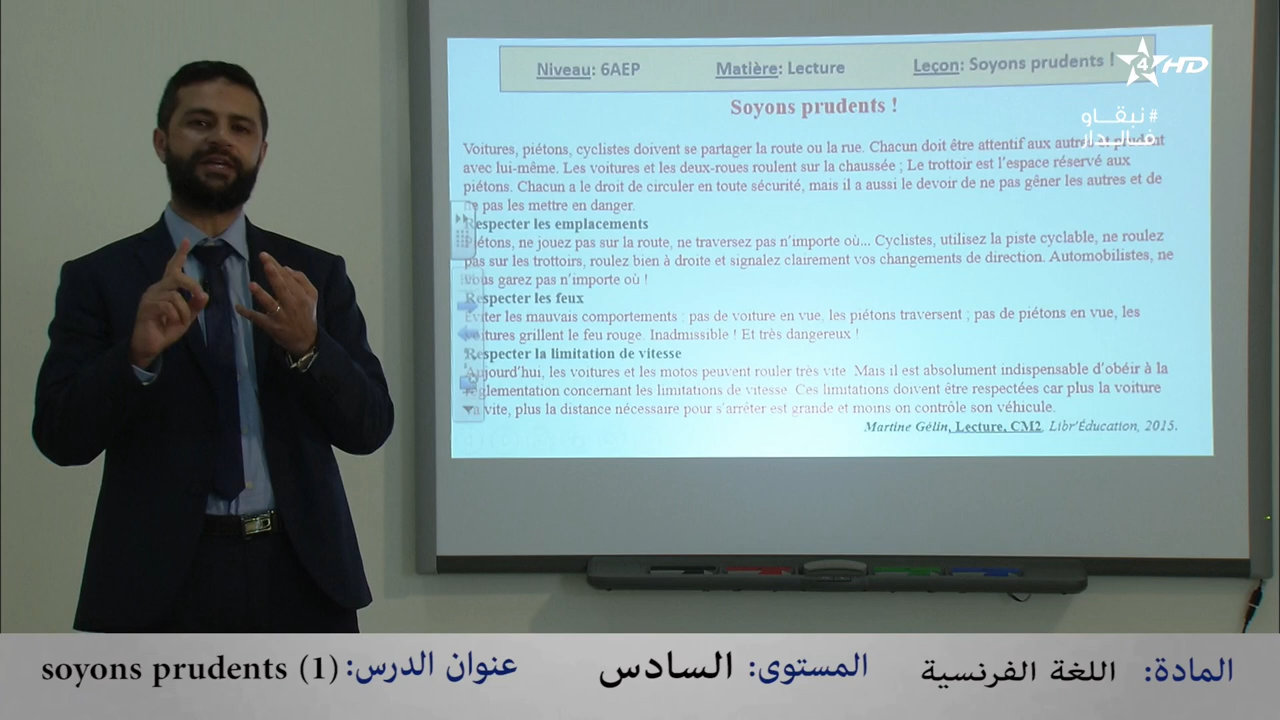 Niveau: 6AEP Matière: Lecture Leçon: Soyons prudents !
4 HD
#نبقاو
فالدار
Soyons prudents !
Voitures, piétons, cyclistes doivent se partager la route ou la rue. Chacun doit être attentif aux autres et prudent
avec lui-même. Les voitures et les deux-roues roulent sur la chaussée ; Le trottoir est l'espace réservé aux
piétons. Chacun a le droit de circuler en toute sécurité, mais il a aussi le devoir de ne pas gêner les autres et de
ne pas les mettre en danger.
Respecter les emplacements
Piétons, ne jouez pas sur la route, ne traversez pas n'importe où... Cyclistes, utilisez la piste cyclable, ne roulez
pas sur les trottoirs, roulez bien à droite et signalez clairement vos changements de direction. Automobilistes, ne
vous garez pas n'importe où !
Respecter les feux
Eviter les mauvais comportements : pas de voiture en vue, les piétons traversent ; pas de piétons en vue, les
voitures grillent le feu rouge. Inadmissible ! Et très dangereux !
Respecter la limitation de vitesse
Aujourd'hui, les voitures et les motos peuvent rouler très vite. Mais il est absolument indispensable d'obéir à la
réglementation concernant les limitations de vitesse. Ces limitations doivent être respectées car plus la voiture
va vite, plus la distance nécessaire pour s'arrêter est grande et moins on contrôle son véhicule.
Martine Gélin, Lecture, CM2, Libr'Éducation, 2015.
المادة: اللغة الفرنسية المستوى: السادس عنوان الدرس: soyons prudents (1)